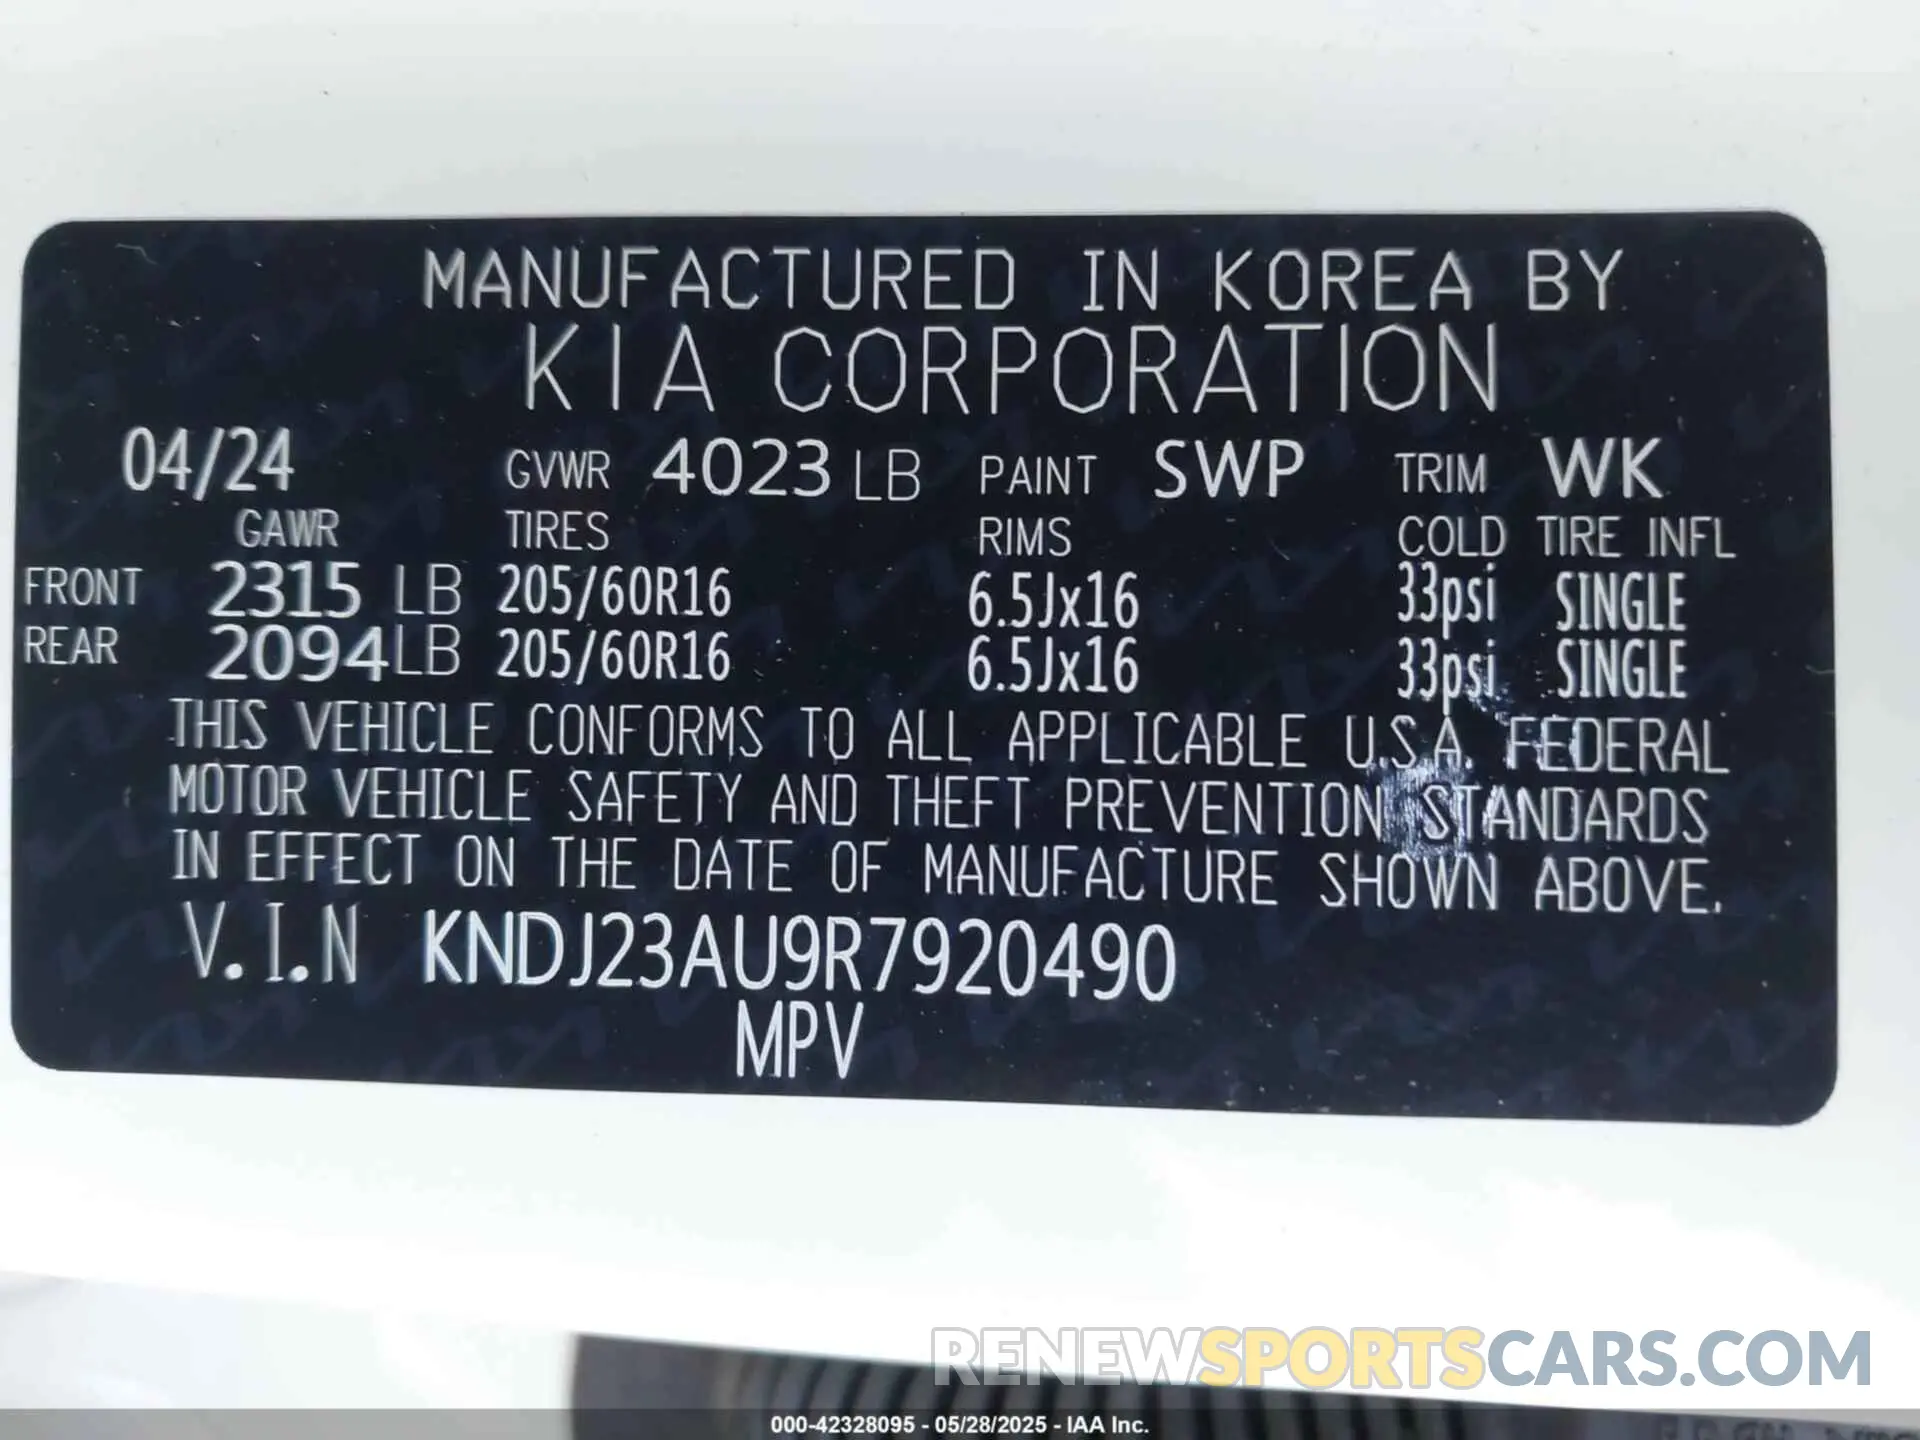 MANUFACTURED IN KOREA BY
KIA CORPORATION
04/24 GVWR 4023 LB PAINT SWP TRIM WK
GAWR TIRES RIMS COLD TIRE INFL
FRONT 2315 LB 205/60R16 6.5Jx16 33psi SINGLE
REAR 2094 LB 205/60R16 6.5Jx16 33psi SINGLE
THIS VEHICLE CONFORMS TO ALL APPLICABLE U.S.A. FEDERAL
MOTOR VEHICLE SAFETY AND THEFT PREVENTION STANDARDS
IN EFFECT ON THE DATE OF MANUFACTURE SHOWN ABOVE.
V.I.N KNDJ23AU9R7920490
MPV
RENEWSPORTSCARS.COM
000-42328095 - 05/28/2025 - IAA Inc.